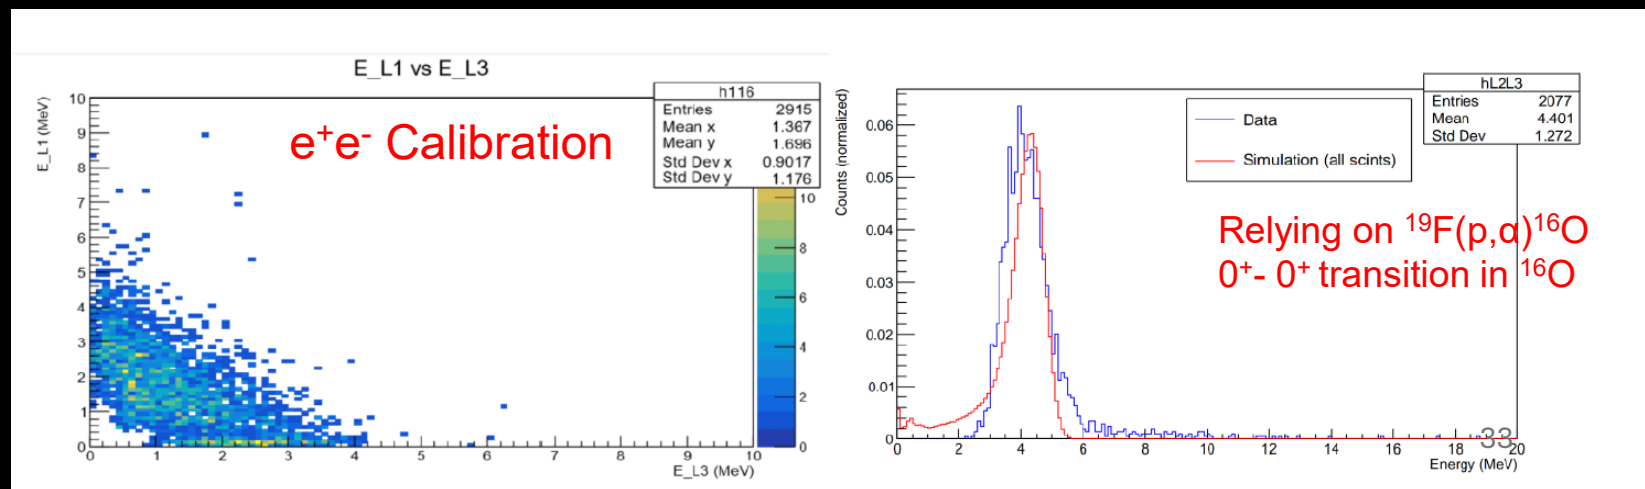 E_L1 vs E_L3
E_L1 (MeV)
10
9
8
7
6
5
4
3
2
1
0
0 1 2 3 4 5 6 7 8 9 10
E_L3 (MeV)
e⁺e⁻ Calibration
h116
Entries 2915
Mean x 1.367
Mean y 1.696
Std Dev x 0.9017
Std Dev y 1.176
10
8
6
4
2
0
Counts (normalized)
0.06
0.05
0.04
0.03
0.02
0.01
0
0 2 4 6 8 10 12 14 16 18 20
Energy (MeV)
Data
Simulation (all scints)
hL2L3
Entries 2077
Mean 4.401
Std Dev 1.272
Relying on ¹⁹F(p,α)¹⁶O
0⁺- 0⁺ transition in ¹⁶O
33